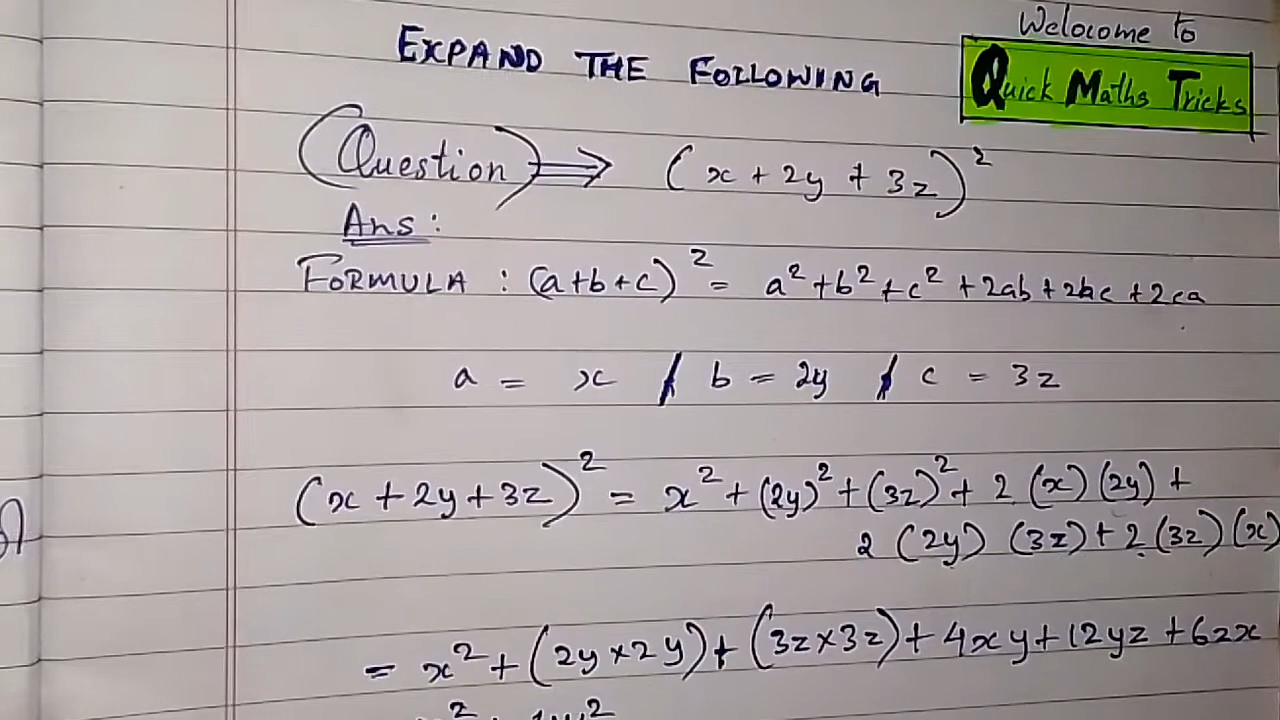 Welocome to
Quick Maths Tricks
EXPAND THE FOLLOWING
(Question) ⇒ (x + 2y + 3z)²
Ans :
FORMULA : (a+b+c)² = a² + b² + c² + 2ab + 2bc + 2ca
a = x / b = 2y / c = 3z
(x + 2y + 3z)² = x² + (2y)² + (3z)² + 2 (x) (2y) +
2 (2y) (3z) + 2 (3z) (x)
= x² + (2y × 2y) + (3z × 3z) + 4xy + 12yz + 6zx